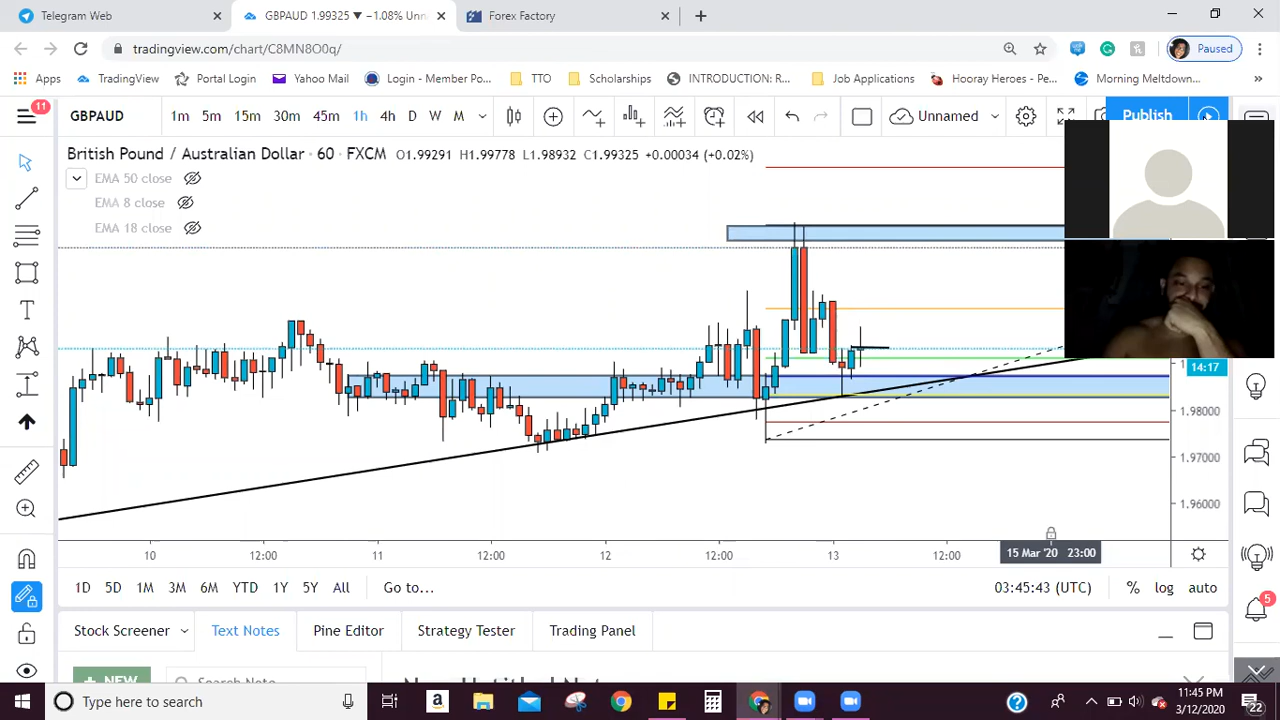 Telegram Web
GBPAUD 1.99325 ▼ −1.08% Unn
Forex Factory
tradingview.com/chart/C8MN8O0q/
Paused
Apps
TradingView
Portal Login
Yahoo Mail
Login - Member Po...
TTO
Scholarships
INTRODUCTION: R...
Job Applications
Hooray Heroes - Pe...
Morning Meltdown...
»
11
GBPAUD
1m 5m 15m 30m 45m 1h 4h D W M
Unnamed
Publish
British Pound / Australian Dollar · 60 · FXCM O1.99291 H1.99778 L1.98932 C1.99325 +0.00034 (+0.02%)
EMA 50 close
EMA 8 close
EMA 18 close
14:17
1.98000
1.97000
1.96000
10 12:00 11 12:00 12 12:00 13 12:00 15 Mar '20 23:00
1D 5D 1M 3M 6M YTD 1Y 5Y All Go to... 03:45:43 (UTC) % log auto
5
Stock Screener Text Notes Pine Editor Strategy Tester Trading Panel
+ NEW
Search Note
Type here to search
11:45 PM
3/12/2020
22